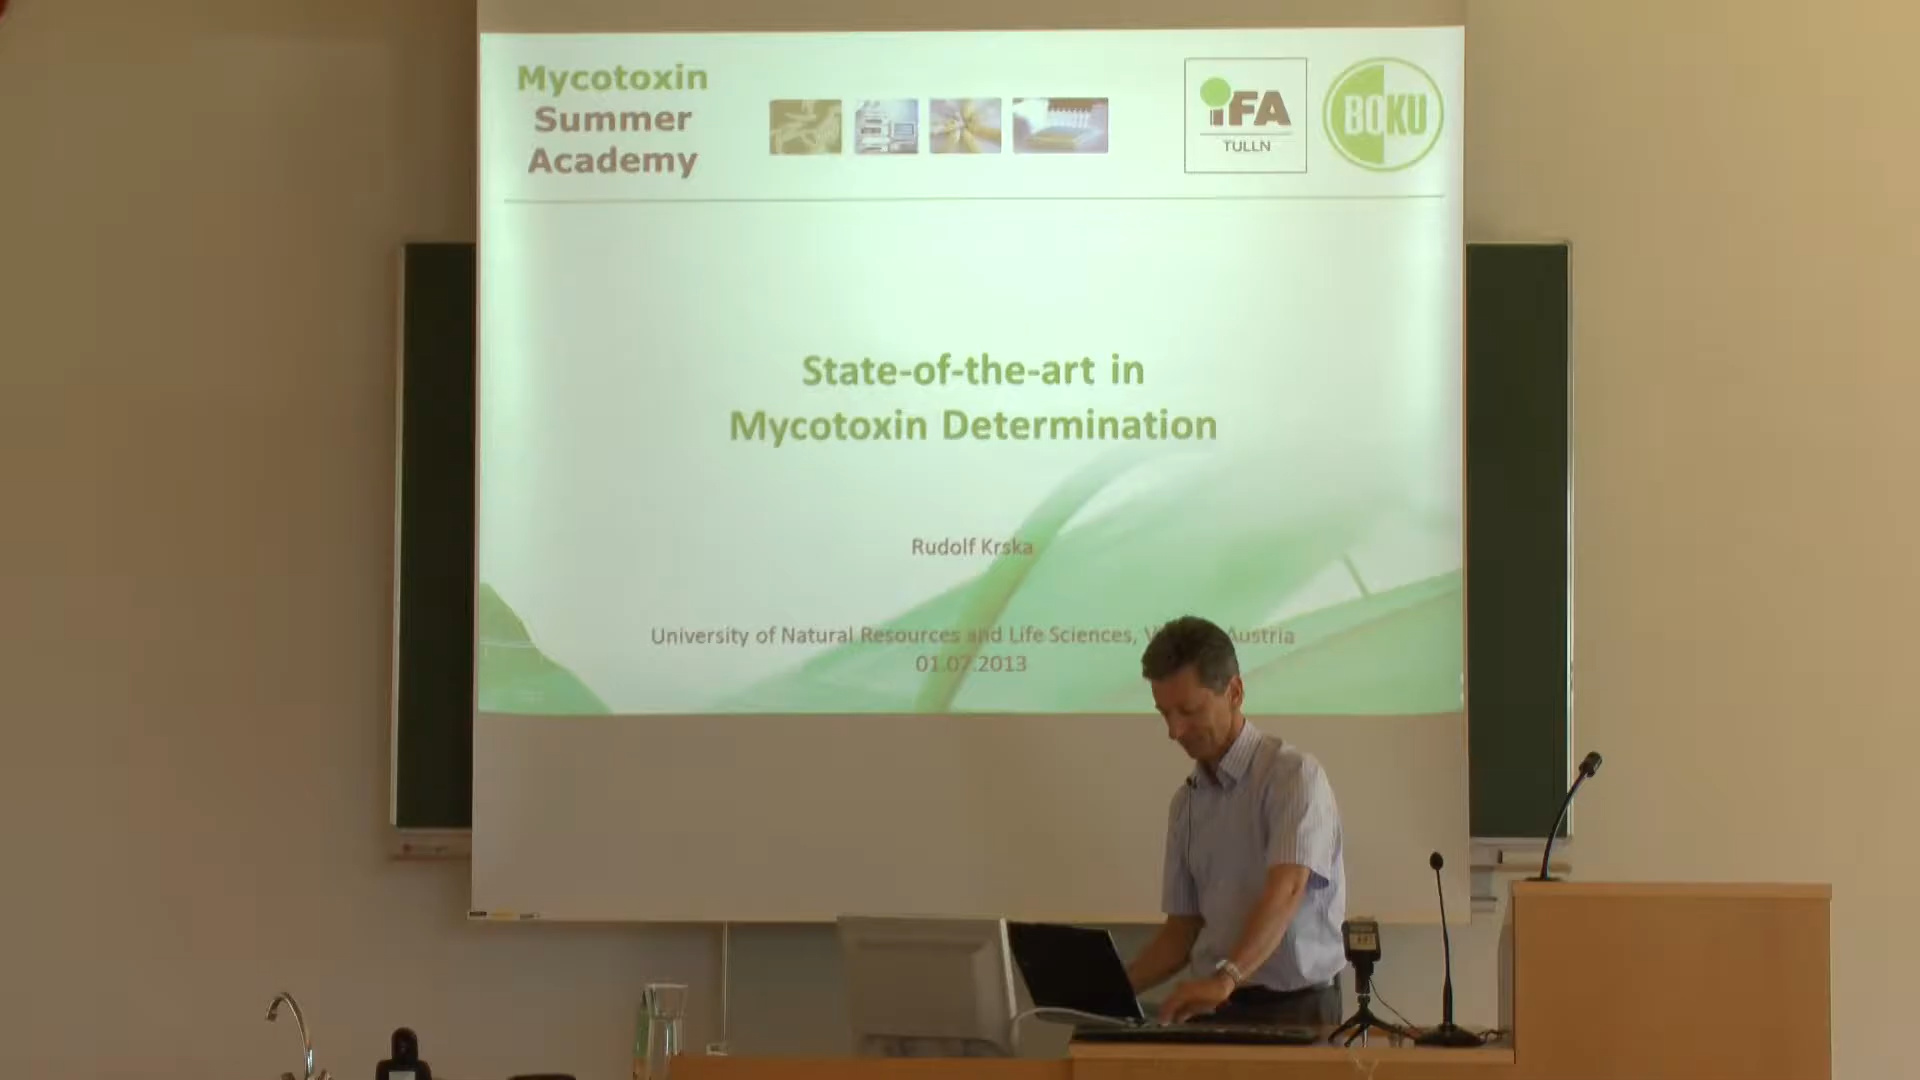 Mycotoxin
Summer
Academy
iFA
TULLN
BOKU
State-of-the-art in
Mycotoxin Determination
Rudolf Krska
University of Natural Resources and Life Sciences, Austria
01.07.2013